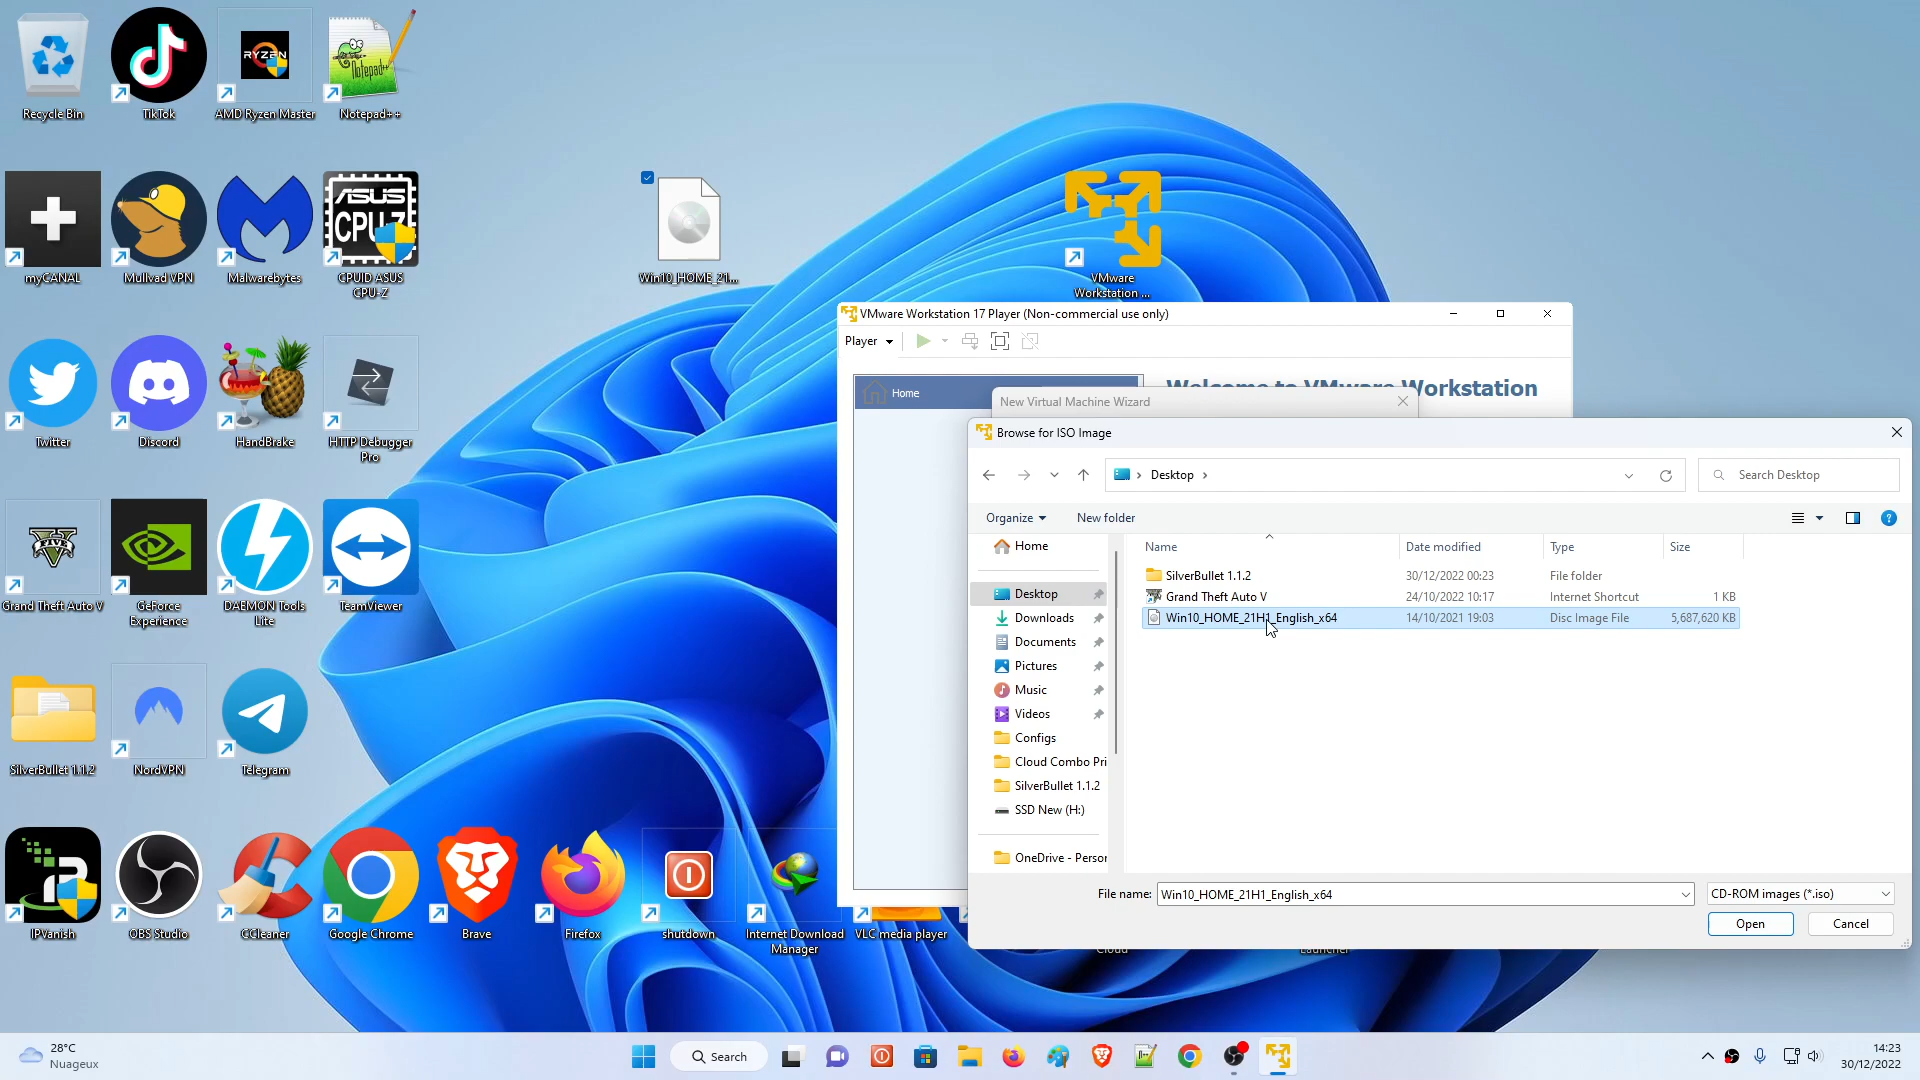 Recycle Bin
TikTok
AMD Ryzen Master
Notepad++
RYZEN
Notepad++
myCANAL
Mullvad VPN
Malwarebytes
ASUS
CPU-Z
CPUID ASUS
CPU-Z
Win10_HOME_21...
VMware
Workstation ...
Twitter
Discord
HandBrake
HTTP Debugger
Pro
FIVE
Grand Theft Auto V
GeForce
Experience
DAEMON Tools
Lite
TeamViewer
SilverBullet 1.1.2
NordVPN
Telegram
IPVanish
OBS Studio
CCleaner
Google Chrome
Brave
Firefox
shutdown
Internet Download
Manager
VLC media player
Cloud
Launcher
VMware Workstation 17 Player (Non-commercial use only)
Player
Home
Welcome to VMware Workstation
New Virtual Machine Wizard
Browse for ISO Image
Desktop
Search Desktop
Organize
New folder
Home
Desktop
Downloads
Documents
Pictures
Music
Videos
Configs
Cloud Combo Pri
SilverBullet 1.1.2
SSD New (H:)
OneDrive - Person
Name Date modified Type Size
SilverBullet 1.1.2 30/12/2022 00:23 File folder
Grand Theft Auto V 24/10/2022 10:17 Internet Shortcut 1 KB
Win10_HOME_21H1_English_x64 14/10/2021 19:03 Disc Image File 5,687,620 KB
File name: Win10_HOME_21H1_English_x64
CD-ROM images (*.iso)
Open
Cancel
28°C
Nuageux
Search
14:23
30/12/2022